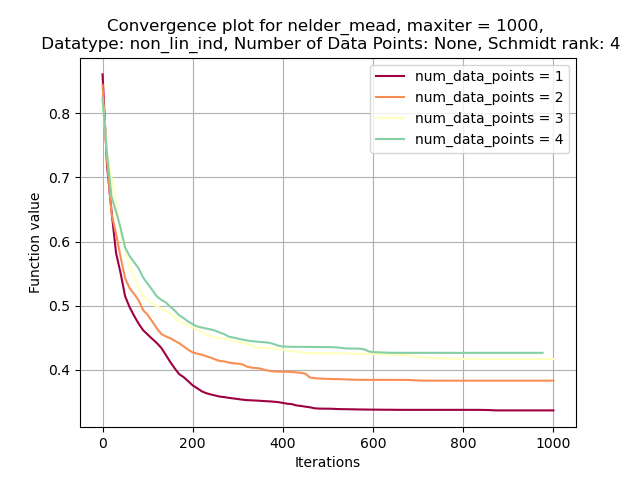 Convergence plot for nelder_mead, maxiter = 1000,
Datatype: non_lin_ind, Number of Data Points: None, Schmidt rank: 4
num_data_points = 1
num_data_points = 2
num_data_points = 3
num_data_points = 4
Function value
0.8
0.7
0.6
0.5
0.4
0 200 400 600 800 1000
Iterations